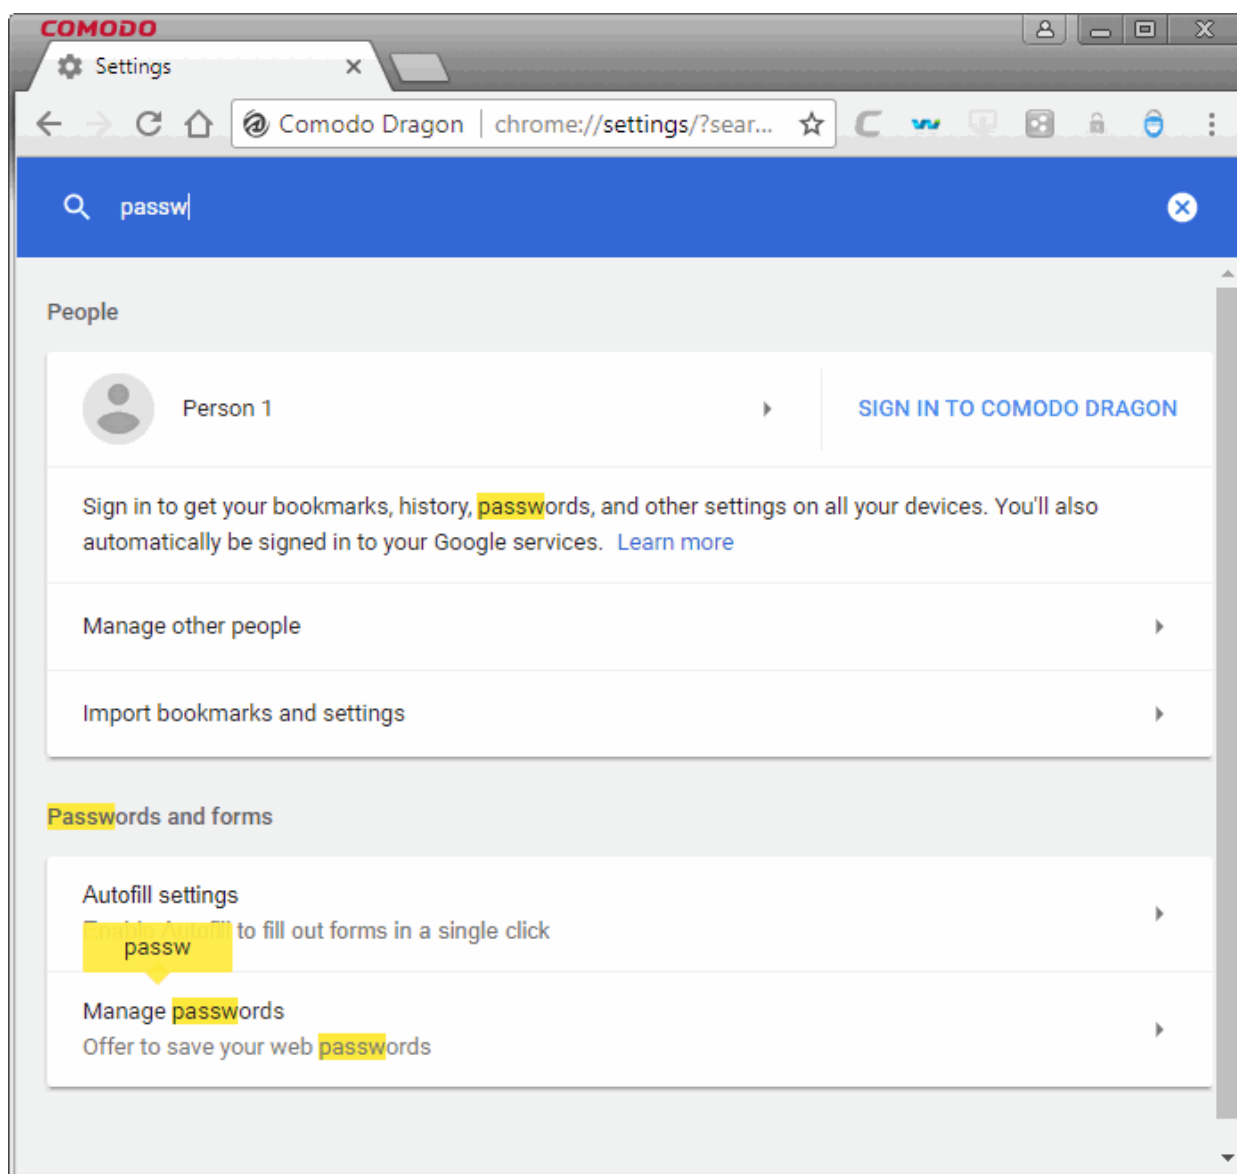 COMODO
Settings
Comodo Dragon | chrome://settings/?sear...
passw
People
Person 1
SIGN IN TO COMODO DRAGON
Sign in to get your bookmarks, history, passwords, and other settings on all your devices. You'll also
automatically be signed in to your Google services. Learn more
Manage other people
Import bookmarks and settings
Passwords and forms
Autofill settings
Enable Autofill to fill out forms in a single click
passw
Manage passwords
Offer to save your web passwords